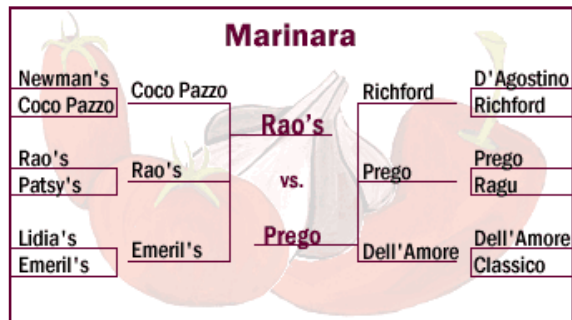 Marinara
Newman's
Coco Pazzo
Coco Pazzo
Rao's
Patsy's
Rao's
Lidia's
Emeril's
Emeril's
Rao's
vs.
Prego
Richford
D'Agostino
Richford
Prego
Prego
Ragu
Dell'Amore
Dell'Amore
Classico